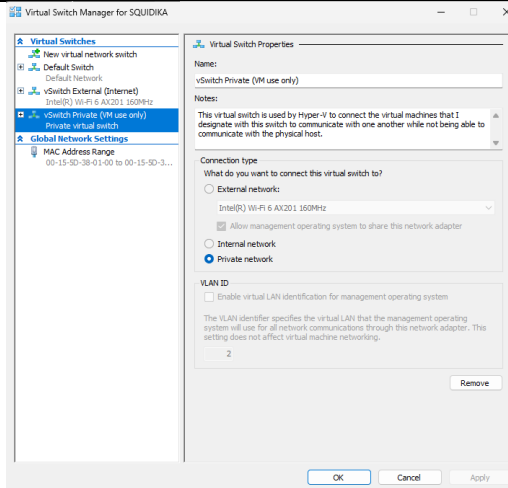 Virtual Switch Manager for SQUIDIKA
Virtual Switches
New virtual network switch
Default Switch
Default Network
vSwitch External (Internet)
Intel(R) Wi-Fi 6 AX201 160MHz
vSwitch Private (VM use only)
Private virtual switch
Global Network Settings
MAC Address Range
00-15-5D-38-01-00 to 00-15-5D-3...
Virtual Switch Properties
Name:
vSwitch Private (VM use only)
Notes:
This virtual switch is used by Hyper-V to connect the virtual machines that I
designate with this switch to communicate with one another while not being able to
communicate with the physical host.
Connection type
What do you want to connect this virtual switch to?
External network:
Intel(R) Wi-Fi 6 AX201 160MHz
Allow management operating system to share this network adapter
Internal network
Private network
VLAN ID
Enable virtual LAN identification for management operating system
The VLAN identifier specifies the virtual LAN that the management operating
system will use for all network communications through this network adapter. This
setting does not affect virtual machine networking.
2
Remove
OK
Cancel
Apply